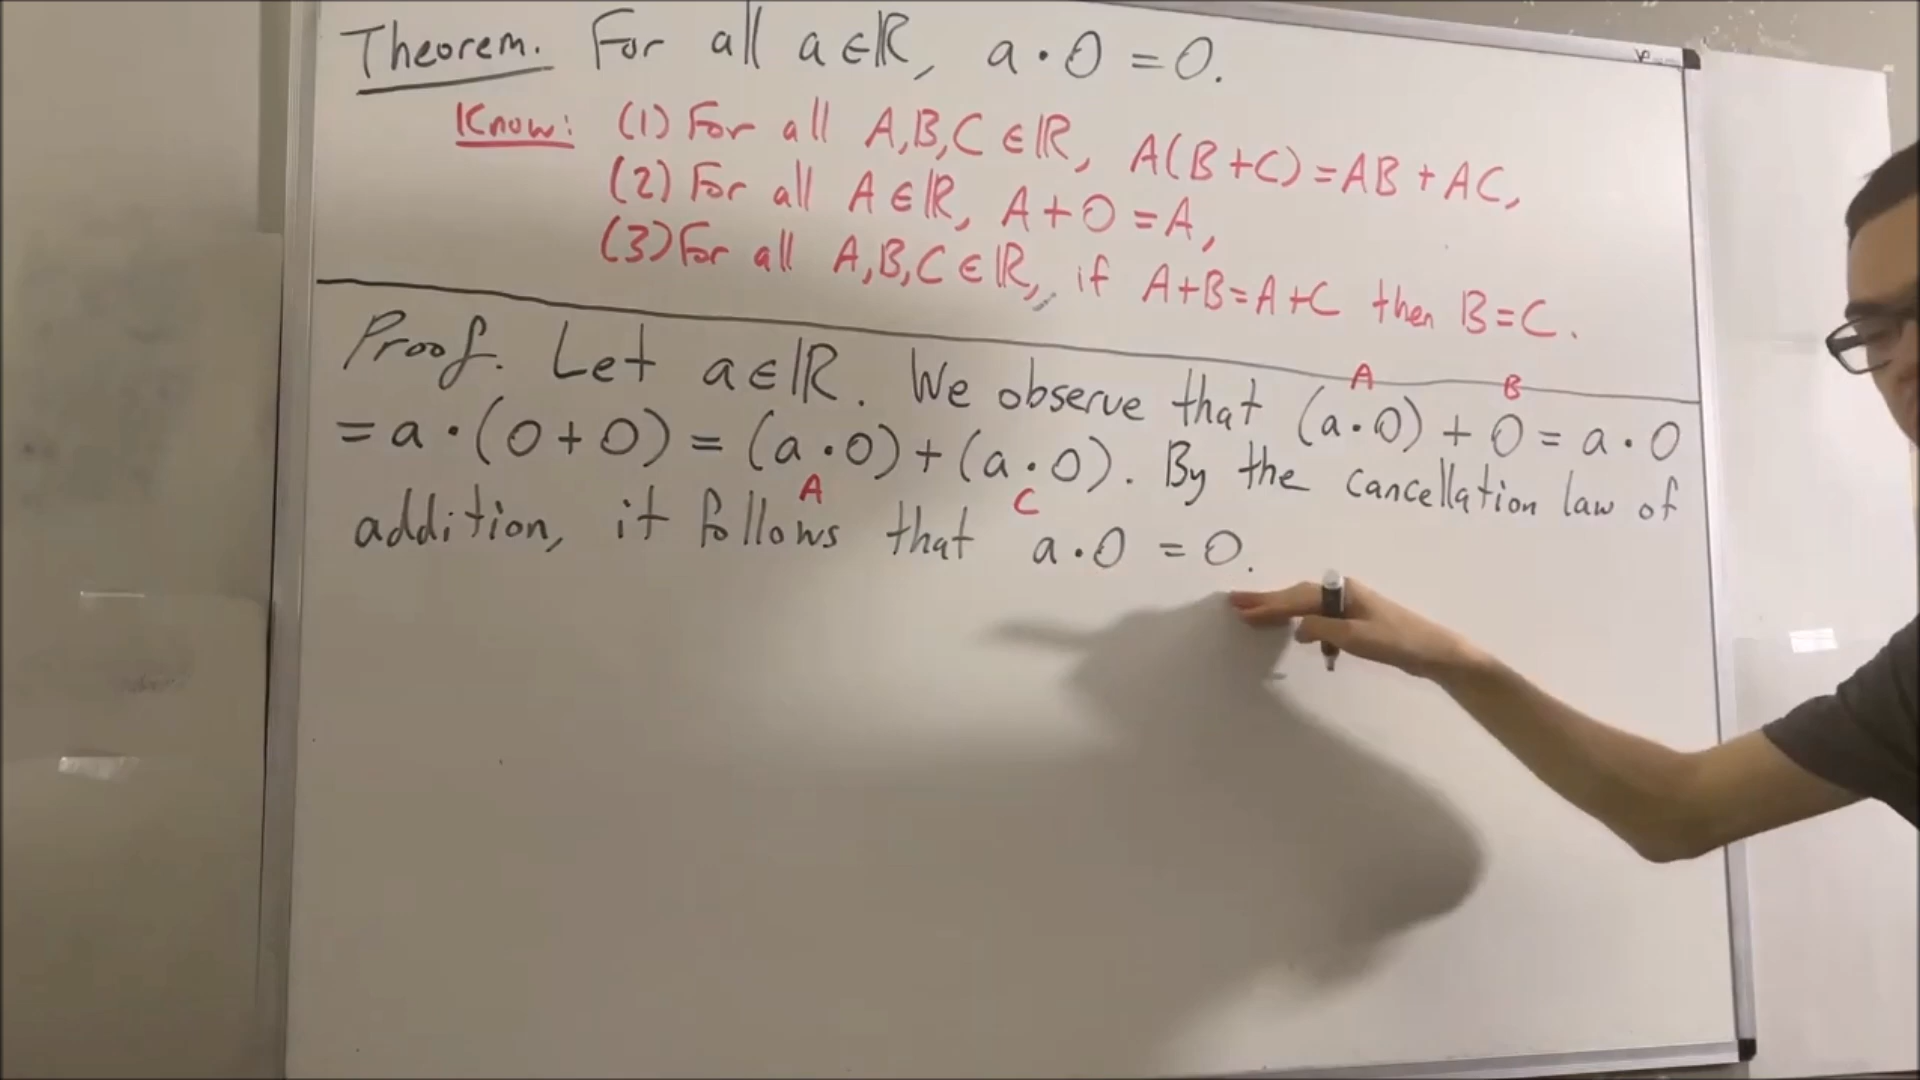 Theorem. For all a∈ℝ, a·0=0.
Know: (1) For all A,B,C∈ℝ, A(B+C)=AB+AC,
(2) For all A∈ℝ, A+0=A,
(3) For all A,B,C∈ℝ, if A+B=A+C then B=C.
A B
Proof. Let a∈ℝ. We observe that (a·0)+0=a·0
=a·(0+0)=(a·0)+(a·0). By the cancellation law of
A C
addition, it follows that a·0=0.